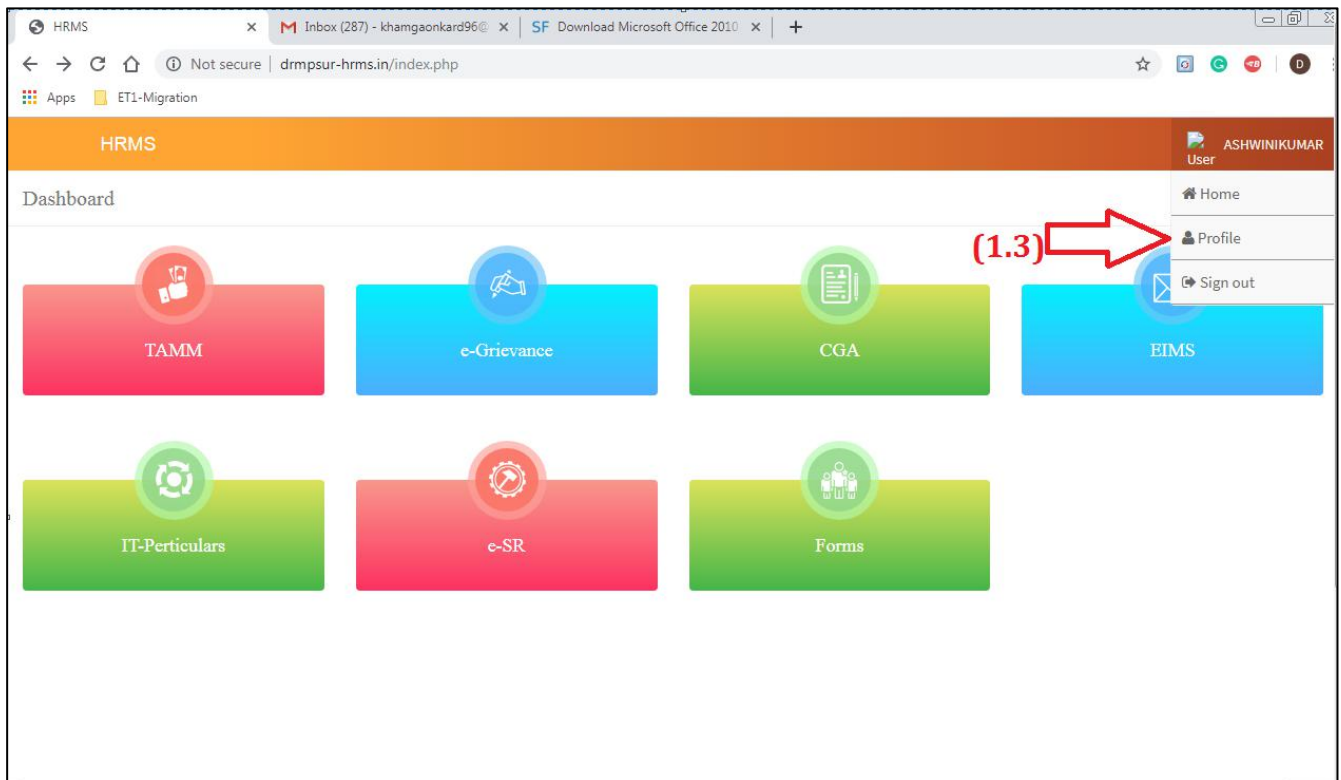 HRMS
Inbox (287) - khamgaonkard96@
SF Download Microsoft Office 2010
Not secure | drmpsur-hrms.in/index.php
D
Apps
ET1-Migration
HRMS
User
ASHWINIKUMAR
Dashboard
Home
(1.3)
Profile
Sign out
TAMM
e-Grievance
CGA
EIMS
IT-Perticulars
e-SR
Forms